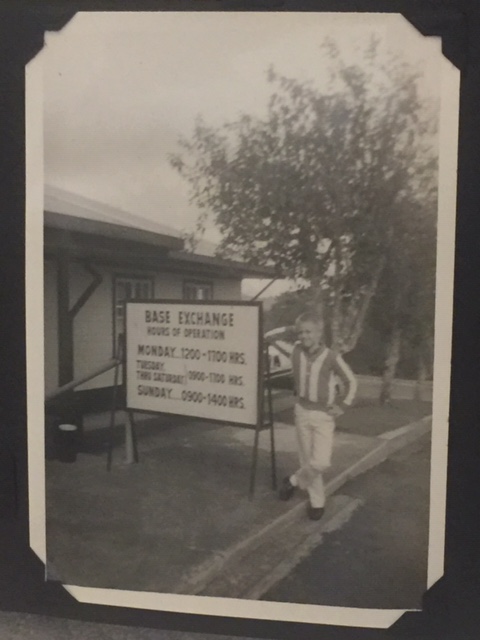 BASE EXCHANGE
HOURS OF OPERATION
MONDAY...1200-1700 HRS.
TUESDAY.
THRU SATURDAY 0900-1700 HRS.
SUNDAY....0900-1400 HRS.